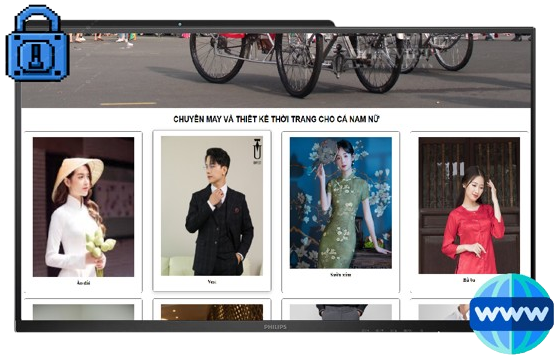 CHUYÊN MAY VÀ THIẾT KẾ THỜI TRANG CHO CẢ NAM NỮ
Áo dài
Vest
Sườn xám
Bà ba
PHILIPS
WWW